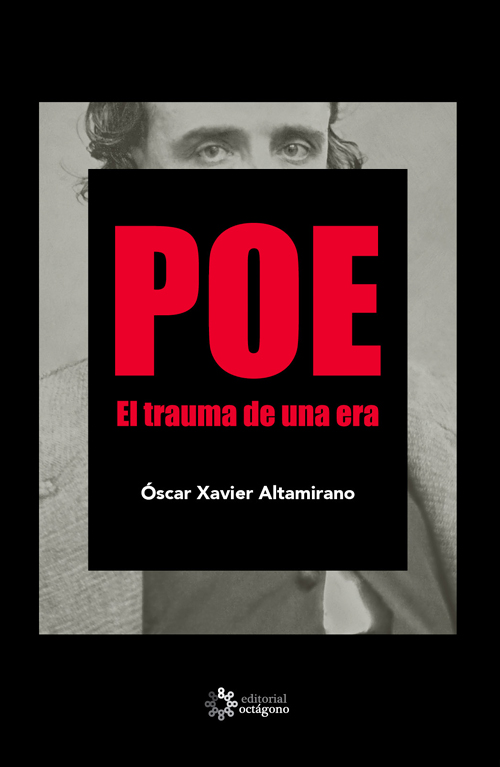 POE
El trauma de una era
Óscar Xavier Altamirano
editorial
octágono